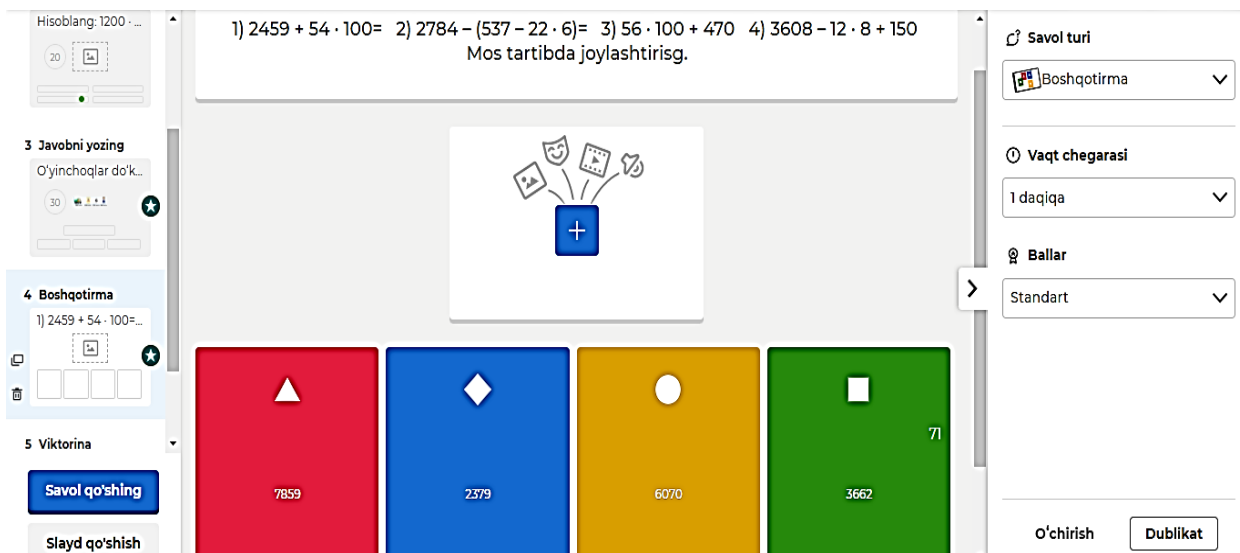 Hisoblang: 1200 · ...
20
3 Javobni yozing
O'yinchoqlar do'k...
30
4 Boshqotirma
1) 2459 + 54 · 100=...
5 Viktorina
Savol qo'shing
Slayd qo'shish
1) 2459 + 54 · 100= 2) 2784 – (537 – 22 · 6)= 3) 56 · 100 + 470 4) 3608 – 12 · 8 + 150
Mos tartibda joylashtirisg.
71
7859 2379 6070 3662
Savol turi
Boshqotirma
Vaqt chegarasi
1 daqiqa
Ballar
Standart
O'chirish Dublikat